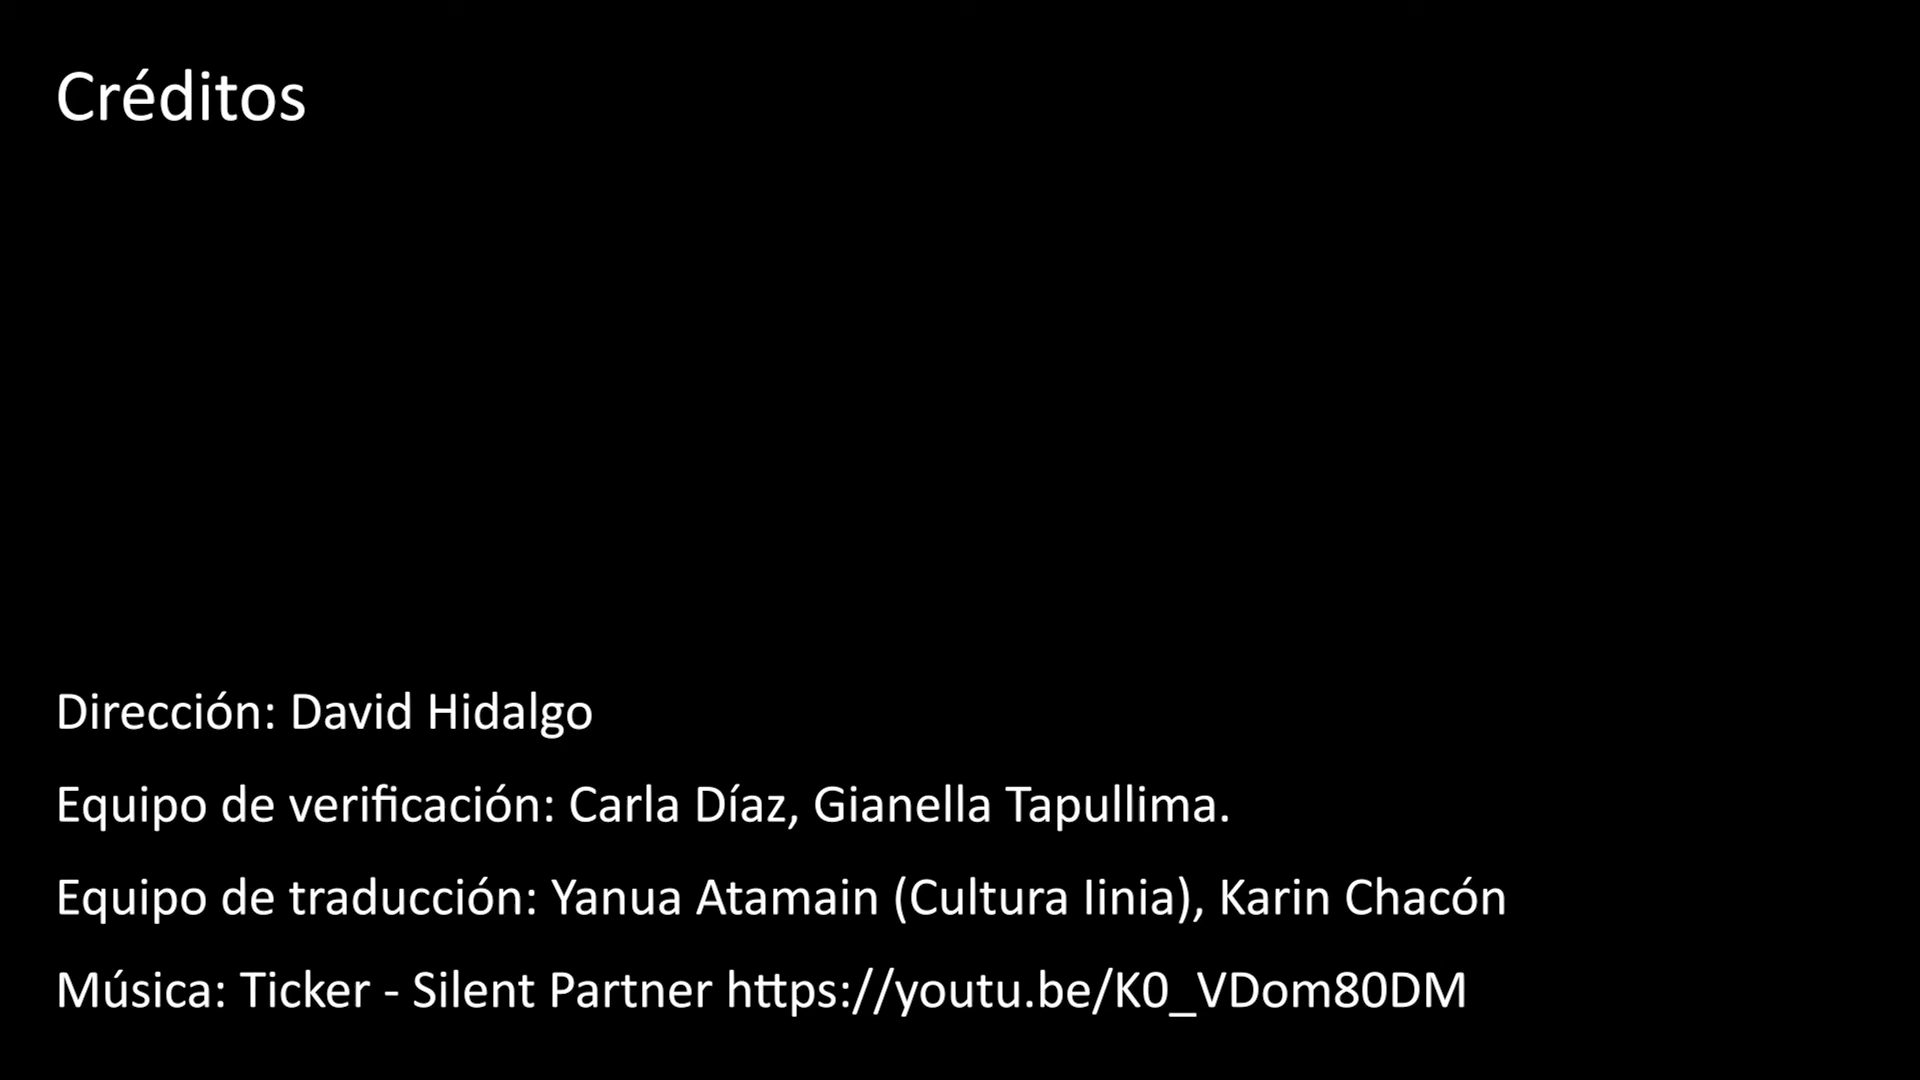 Créditos
Dirección: David Hidalgo
Equipo de verificación: Carla Díaz, Gianella Tapullima.
Equipo de traducción: Yanua Atamain (Cultura Iinia), Karin Chacón
Música: Ticker - Silent Partner https://youtu.be/K0_VDom80DM